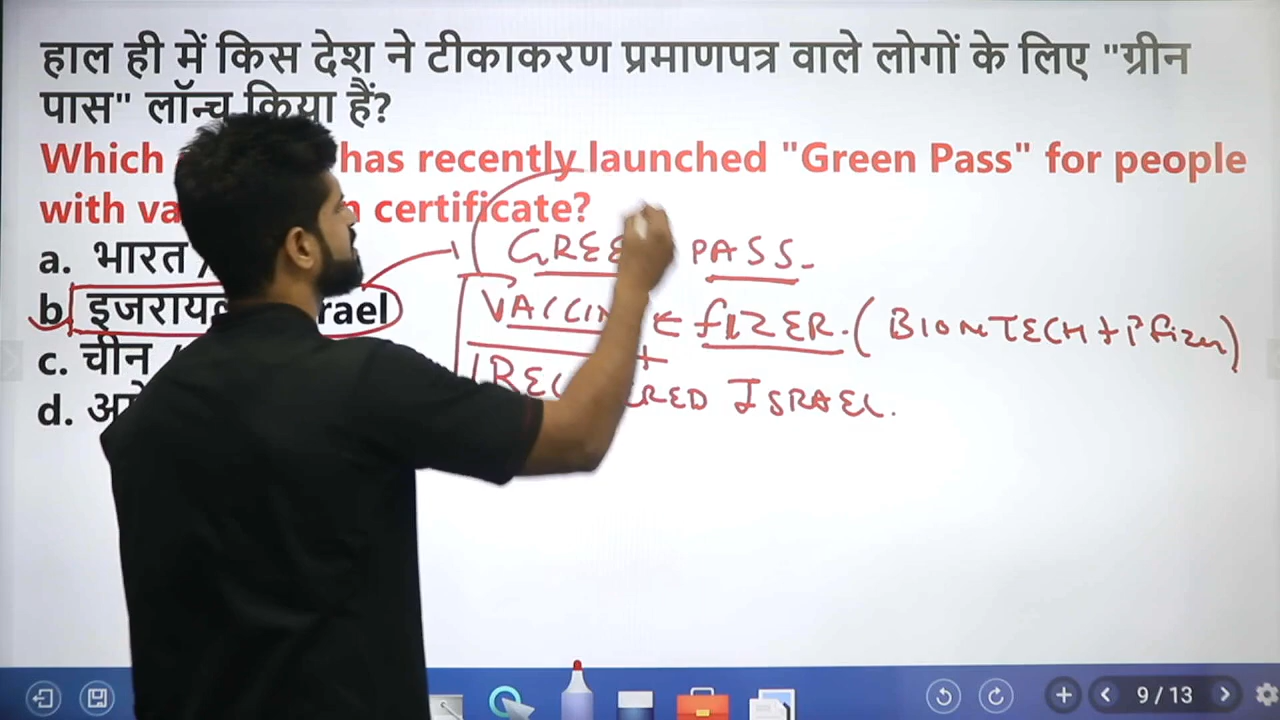 हाल ही में किस देश ने टीकाकरण प्रमाणपत्र वाले लोगों के लिए "ग्रीन
पास" लॉन्च किया हैं?
Which has recently launched "Green Pass" for people
with certificate?
a. भारत /
b. इजरायल rael
c. चीन /
d.
GREE PASS.
VACCIN ← fIZER. (BIONTECH + Pfizer)
+
RED ISRAEL.
9 / 13